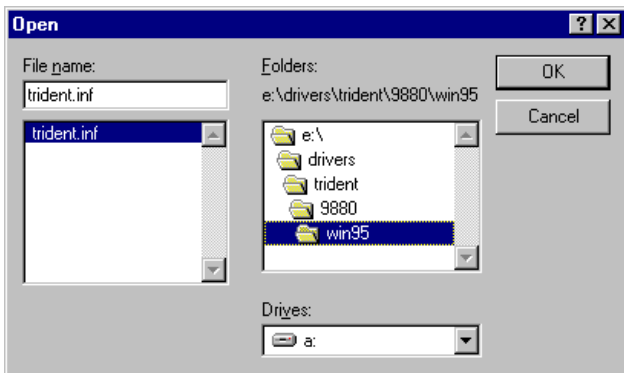 Open
File name:
trident.inf
trident.inf
Folders:
e:\drivers\trident\9880\win95
e:\
drivers
trident
9880
win95
Drives:
a:
OK
Cancel